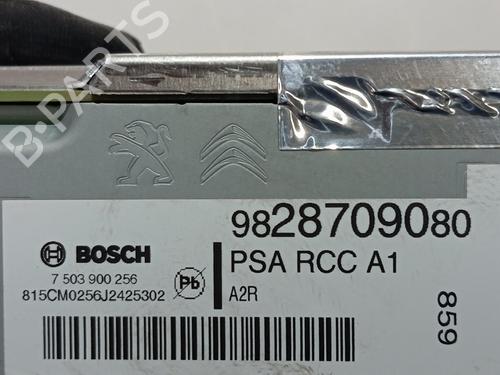 B-PARTS
9828709080
BOSCH
PSA RCC A1
7 503 900 256
Pb
815CM0256J2425302
A2R
859